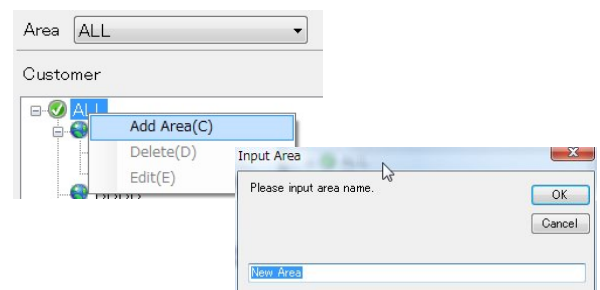 Area ALL
Customer
ALL
Add Area(C)
Delete(D)
Edit(E)
Input Area
Please input area name.
OK
Cancel
New Area